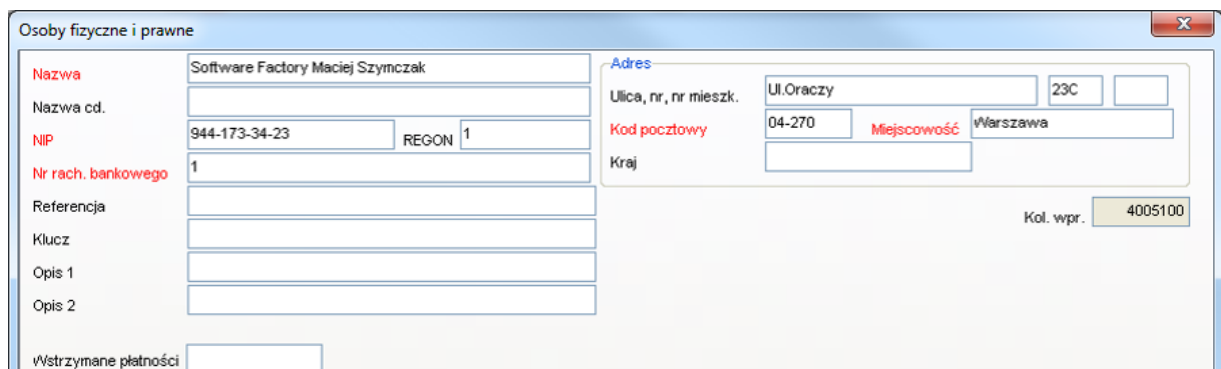 Osoby fizyczne i prawne
Nazwa Software Factory Maciej Szymczak
Nazwa cd.
NIP 944-173-34-23 REGON 1
Nr rach. bankowego 1
Referencja
Klucz
Opis 1
Opis 2
Wstrzymane płatności
Adres
Ulica, nr, nr mieszk. Ul.Oraczy 23C
Kod pocztowy 04-270 Miejscowość Warszawa
Kraj
Kol. wpr. 4005100